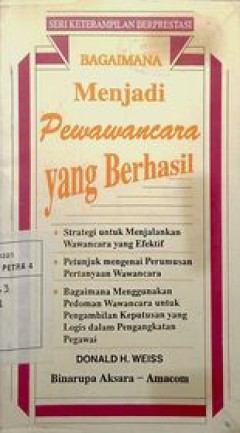 SERI KETERAMPILAN BERPRESTASI
BAGAIMANA
Menjadi
Pewawancara
yang Berhasil
Strategi untuk Menjalankan
Wawancara yang Efektif
Petunjuk mengenai Perumusan
Pertanyaan Wawancara
Bagaimana Menggunakan
Pedoman Wawancara untuk
Pengambilan Keputusan yang
Logis dalam Pengangkatan
Pegawai
DONALD H. WEISS
Binarupa Aksara – Amacom
PETRA